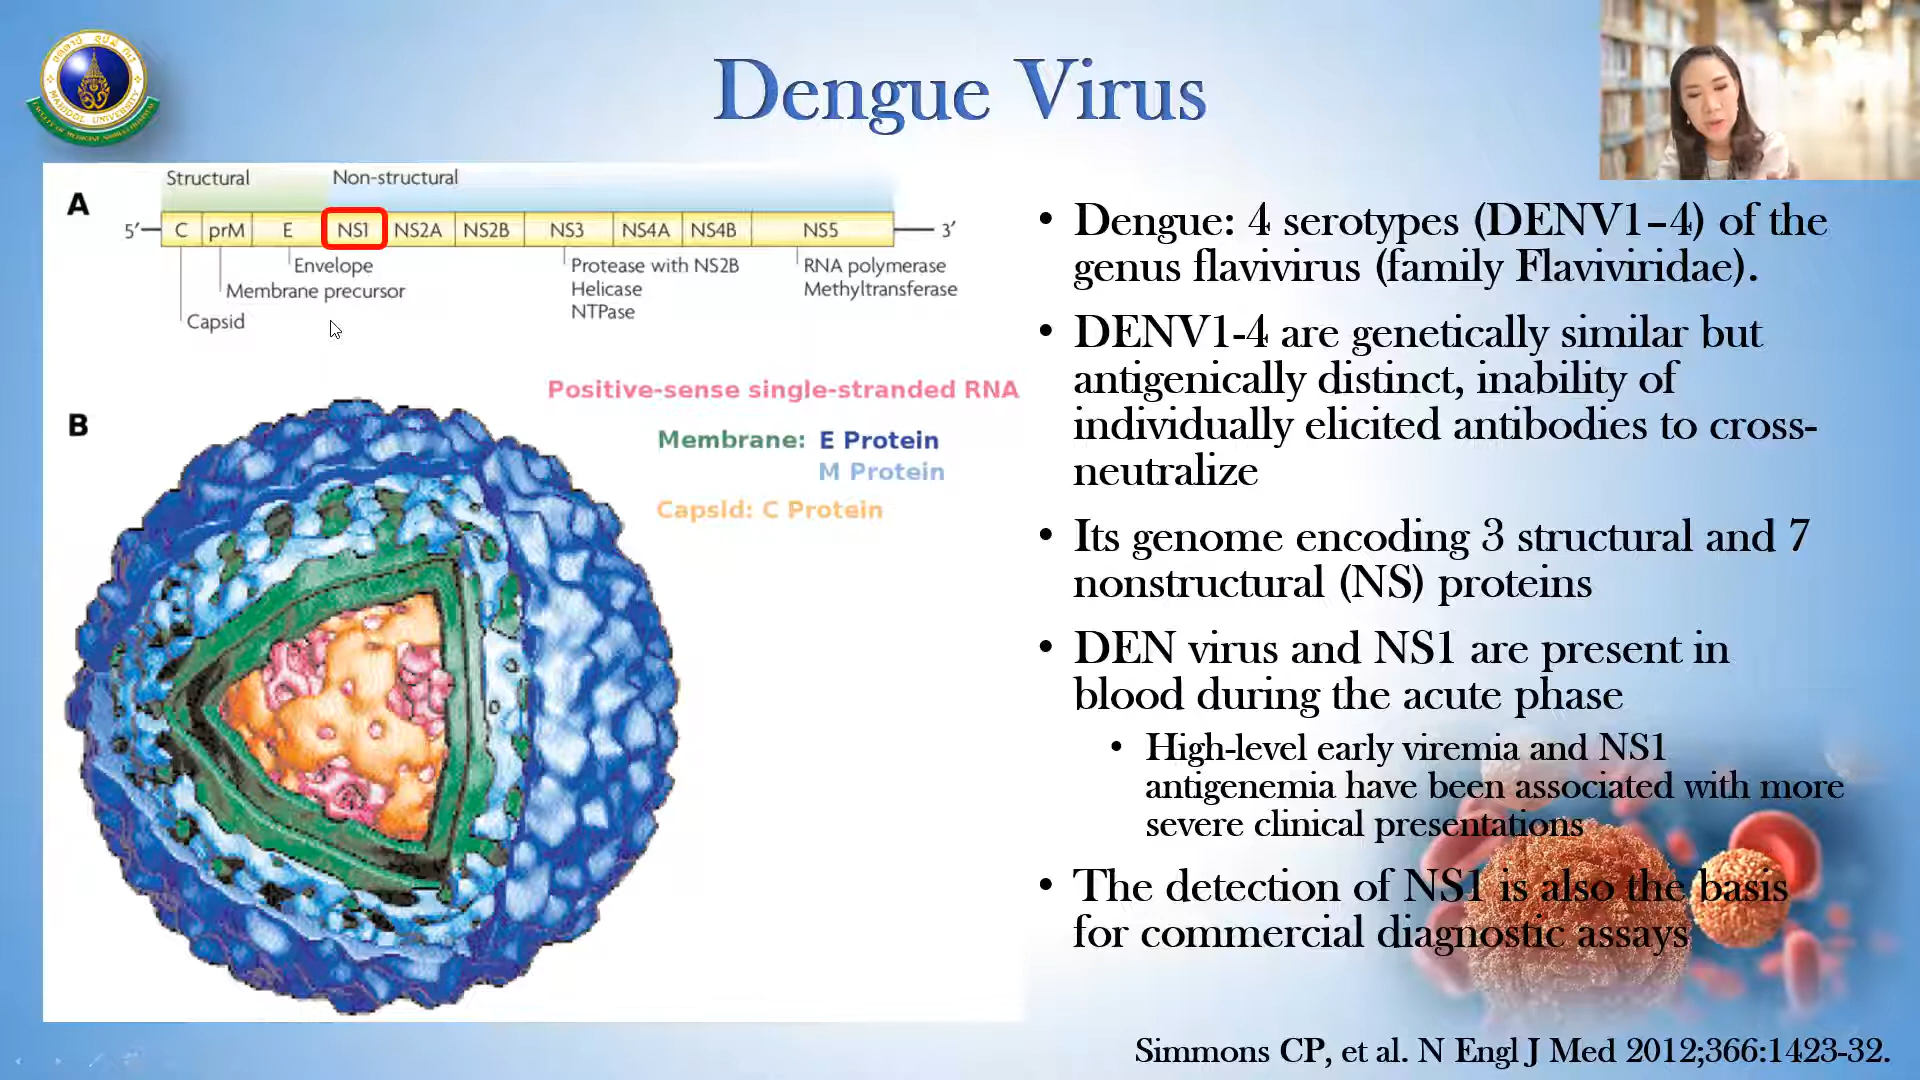 Dengue Virus
MAHIDOL UNIVERSITY
A
Structural
Non-structural
5′
C
prM
E
NS1
NS2A
NS2B
NS3
NS4A
NS4B
NS5
3′
Envelope
Membrane precursor
Capsid
Protease with NS2B
Helicase
NTPase
RNA polymerase
Methyltransferase
Positive-sense single-stranded RNA
B
Membrane: E Protein
M Protein
Capsid: C Protein
• Dengue: 4 serotypes (DENV1–4) of the
genus flavivirus (family Flaviviridae).
• DENV1-4 are genetically similar but
antigenically distinct, inability of
individually elicited antibodies to cross-
neutralize
• Its genome encoding 3 structural and 7
nonstructural (NS) proteins
• DEN virus and NS1 are present in
blood during the acute phase
• High-level early viremia and NS1
antigenemia have been associated with more
severe clinical presentations
• The detection of NS1 is also the basis
for commercial diagnostic assays
Simmons CP, et al. N Engl J Med 2012;366:1423-32.